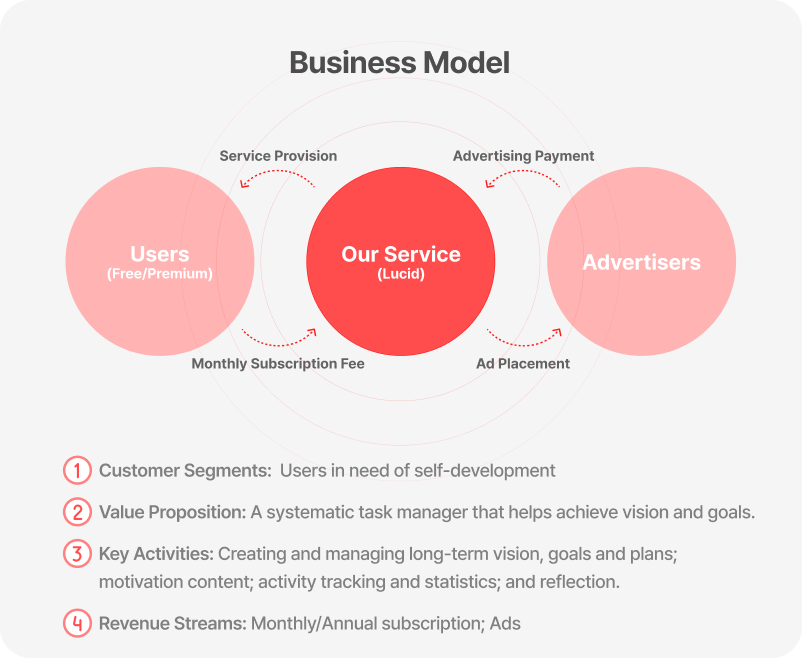 Business Model
Service Provision
Advertising Payment
Users
(Free/Premium)
Our Service
(Lucid)
Advertisers
Monthly Subscription Fee
Ad Placement
1 Customer Segments: Users in need of self-development
2 Value Proposition: A systematic task manager that helps achieve vision and goals.
3 Key Activities: Creating and managing long-term vision, goals and plans;
motivation content; activity tracking and statistics; and reflection.
4 Revenue Streams: Monthly/Annual subscription; Ads